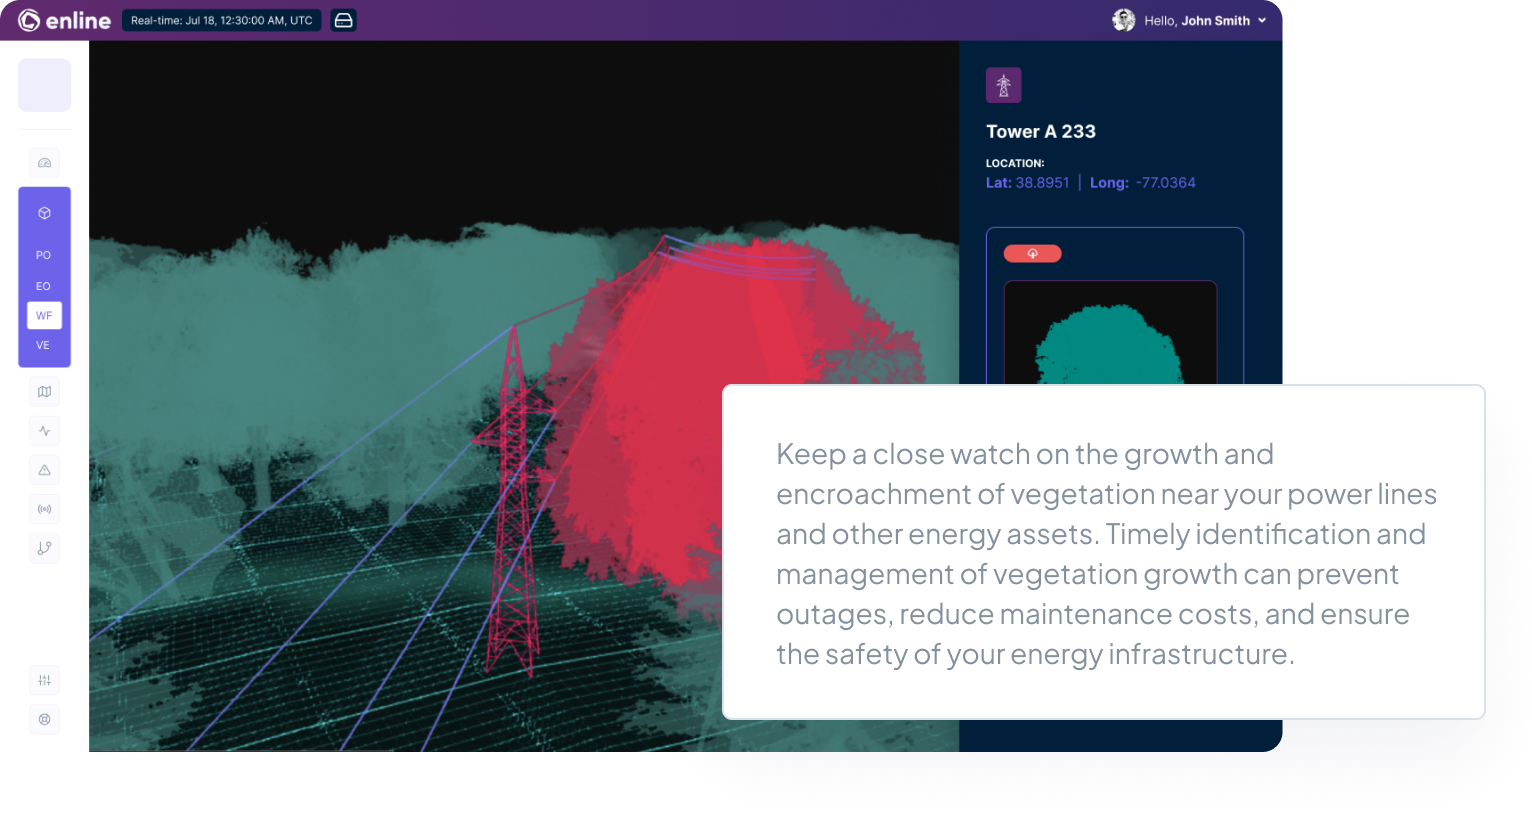 enline
Real-time: Jul 18, 12:30:00 AM, UTC
Hello, John Smith
PO
EO
WF
VE
Tower A 233
LOCATION:
Lat: 38.8951 | Long: -77.0364
Keep a close watch on the growth and
encroachment of vegetation near your power lines
and other energy assets. Timely identification and
management of vegetation growth can prevent
outages, reduce maintenance costs, and ensure
the safety of your energy infrastructure.